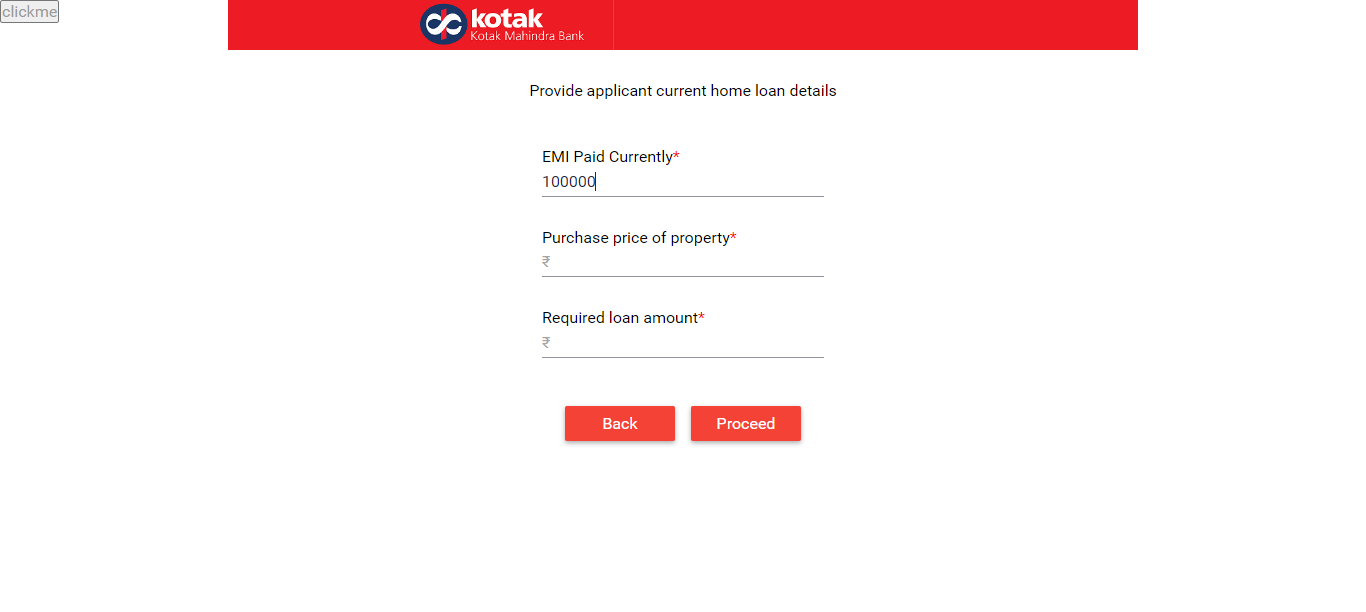 clickme
kotak
Kotak Mahindra Bank
Provide applicant current home loan details
EMI Paid Currently*
100000
Purchase price of property*
₹
Required loan amount*
₹
Back Proceed